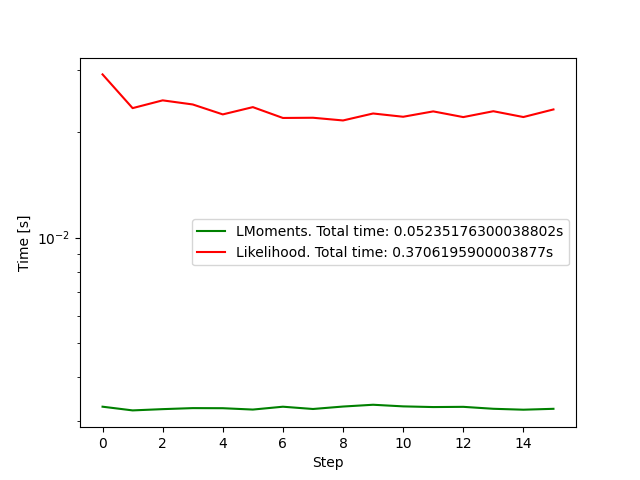 Time [s]
10⁻²
LMoments. Total time: 0.05235176300038802s
Likelihood. Total time: 0.3706195900003877s
0 2 4 6 8 10 12 14
Step